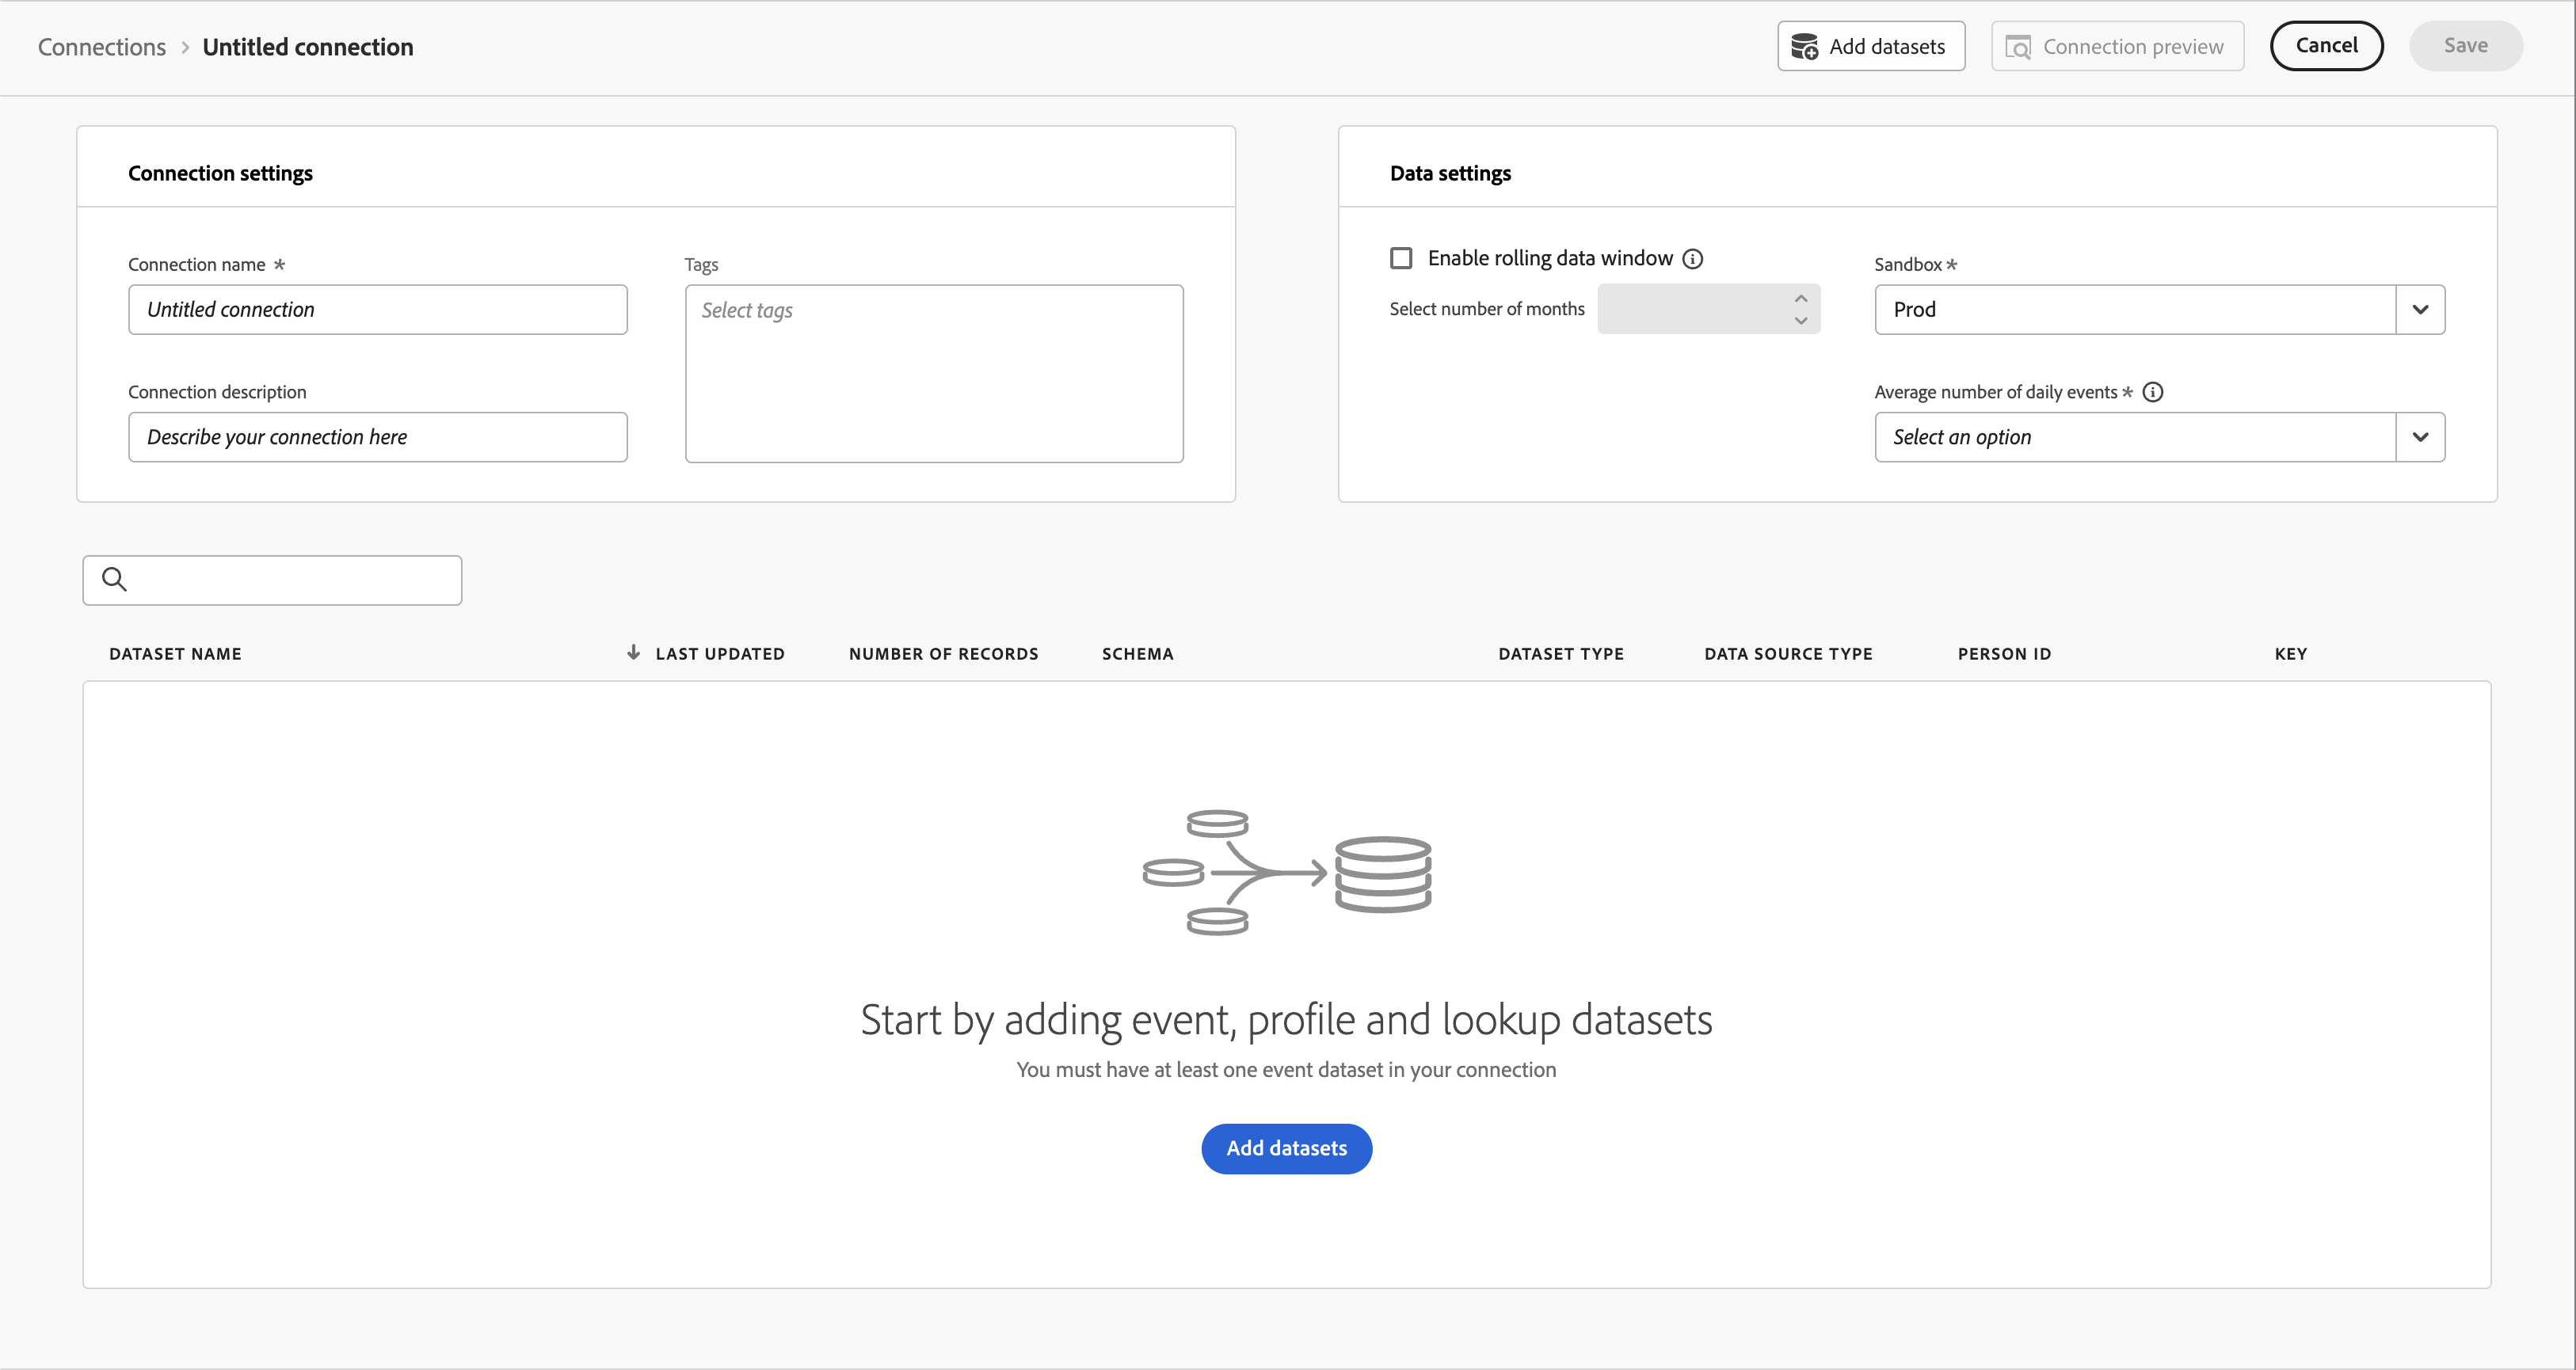 Connections > Untitled connection
Add datasets
Connection preview
Cancel
Save
Connection settings
Connection name *
Untitled connection
Tags
Select tags
Connection description
Describe your connection here
Data settings
Enable rolling data window
Select number of months
Sandbox *
Prod
Average number of daily events *
Select an option
DATASET NAME ↓ LAST UPDATED NUMBER OF RECORDS SCHEMA DATASET TYPE DATA SOURCE TYPE PERSON ID KEY
Start by adding event, profile and lookup datasets
You must have at least one event dataset in your connection
Add datasets